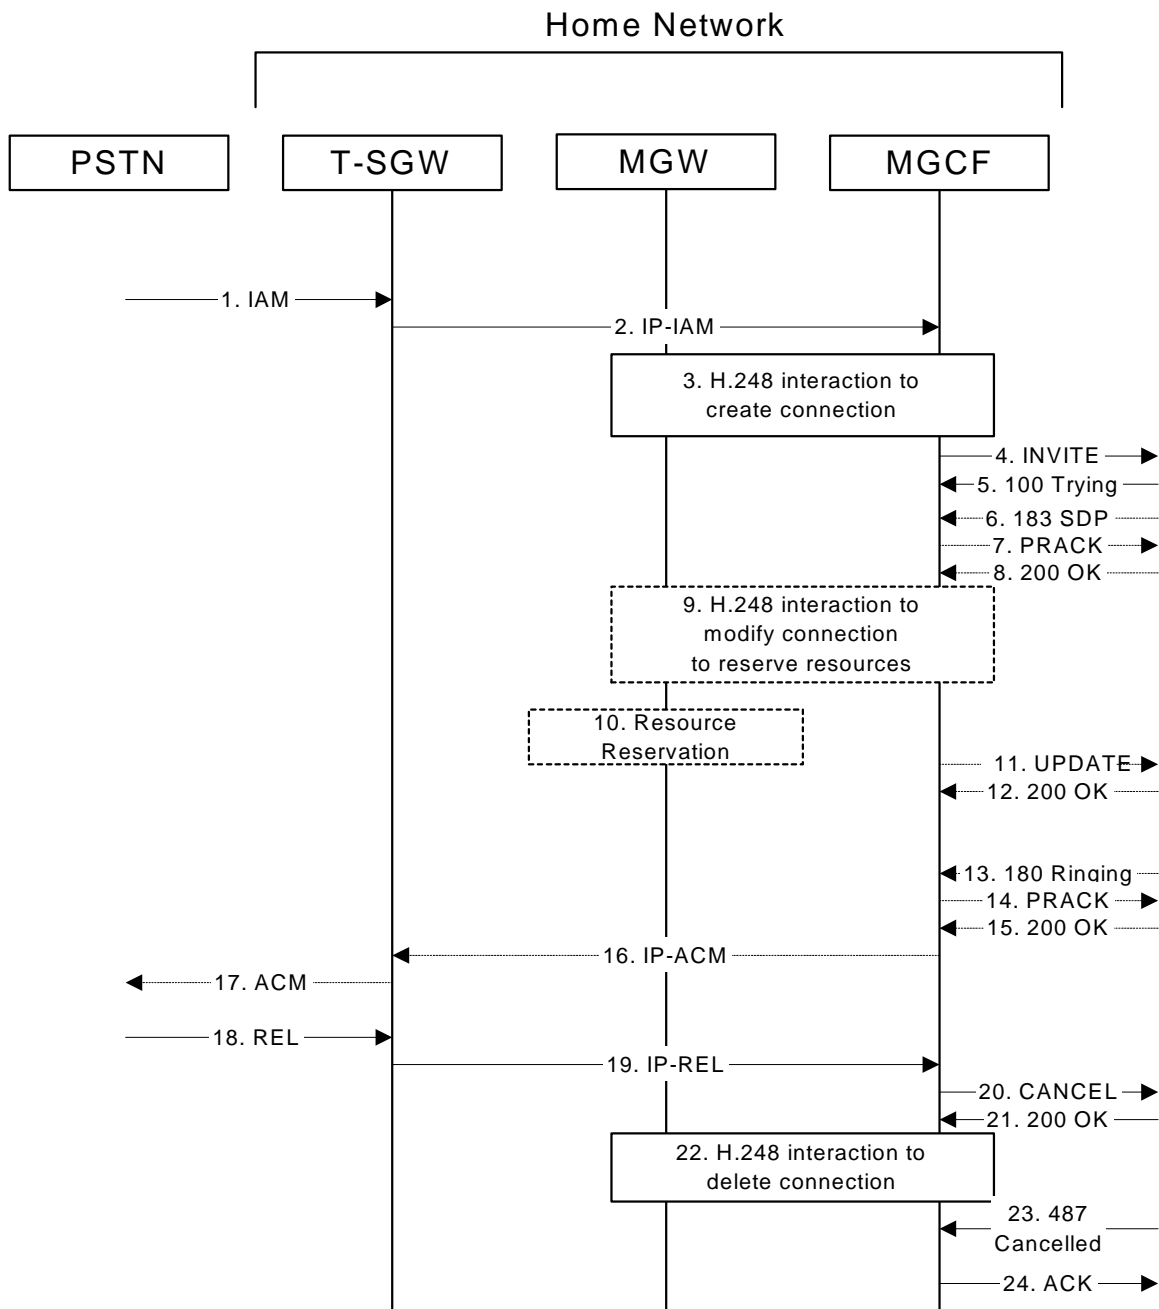 Home Network
PSTN
T-SGW
MGW
MGCF
1. IAM
2. IP-IAM
3. H.248 interaction to
create connection
4. INVITE
5. 100 Trying
6. 183 SDP
7. PRACK
8. 200 OK
9. H.248 interaction to
modify connection
to reserve resources
10. Resource
Reservation
11. UPDATE
12. 200 OK
13. 180 Ringing
14. PRACK
15. 200 OK
16. IP-ACM
17. ACM
18. REL
19. IP-REL
20. CANCEL
21. 200 OK
22. H.248 interaction to
delete connection
23. 487
Cancelled
24. ACK